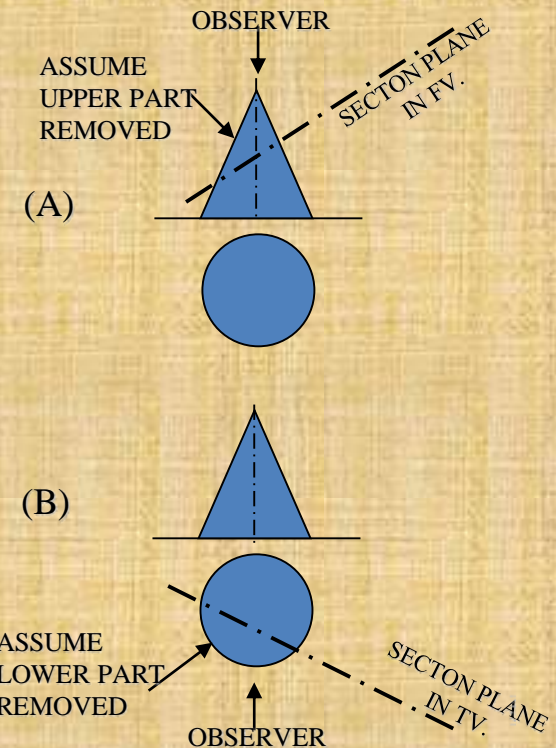 OBSERVER
ASSUME
UPPER PART
REMOVED
SECTON PLANE
IN FV.
(A)
(B)
ASSUME
LOWER PART
REMOVED
SECTON PLANE
IN TV.
OBSERVER